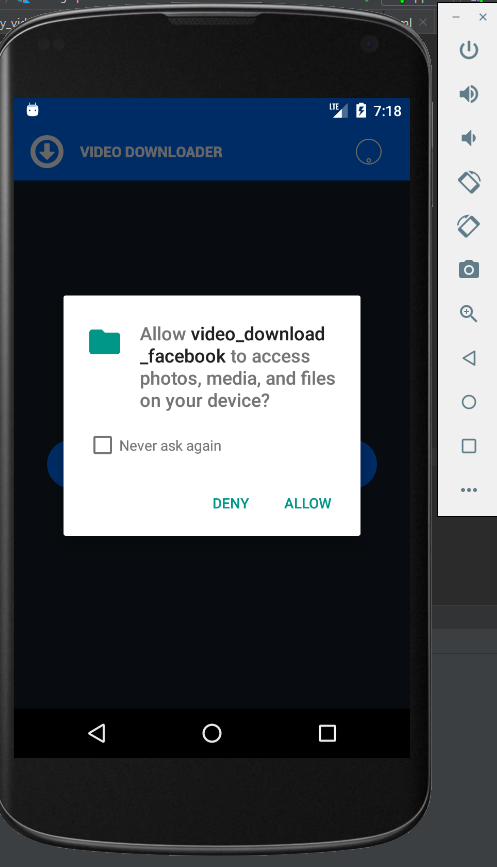 LTE 7:18
VIDEO DOWNLOADER
Allow video_download
_facebook to access
photos, media, and files
on your device?
Never ask again
DENY ALLOW